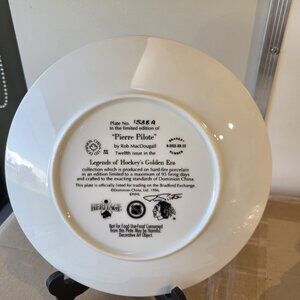 Plate No. 1588A
In the limited edition of
"Pierre Pilote"
by Rob MacDougall
Twelfth issue in the
Legends of Hockey's Golden Era
collection which is produced on hard-fire porcelain
in an edition limited to a maximum of 95 firing days
and crafted to the exacting standards of Dominion China.
This plate is officially listed for trading on the Bradford Exchange.
©Dominion China, Ltd. 1996.
HERITAGE
Not For Food Use-Food Consumed
From This Plate May be Harmful.
Decorative Art Object.